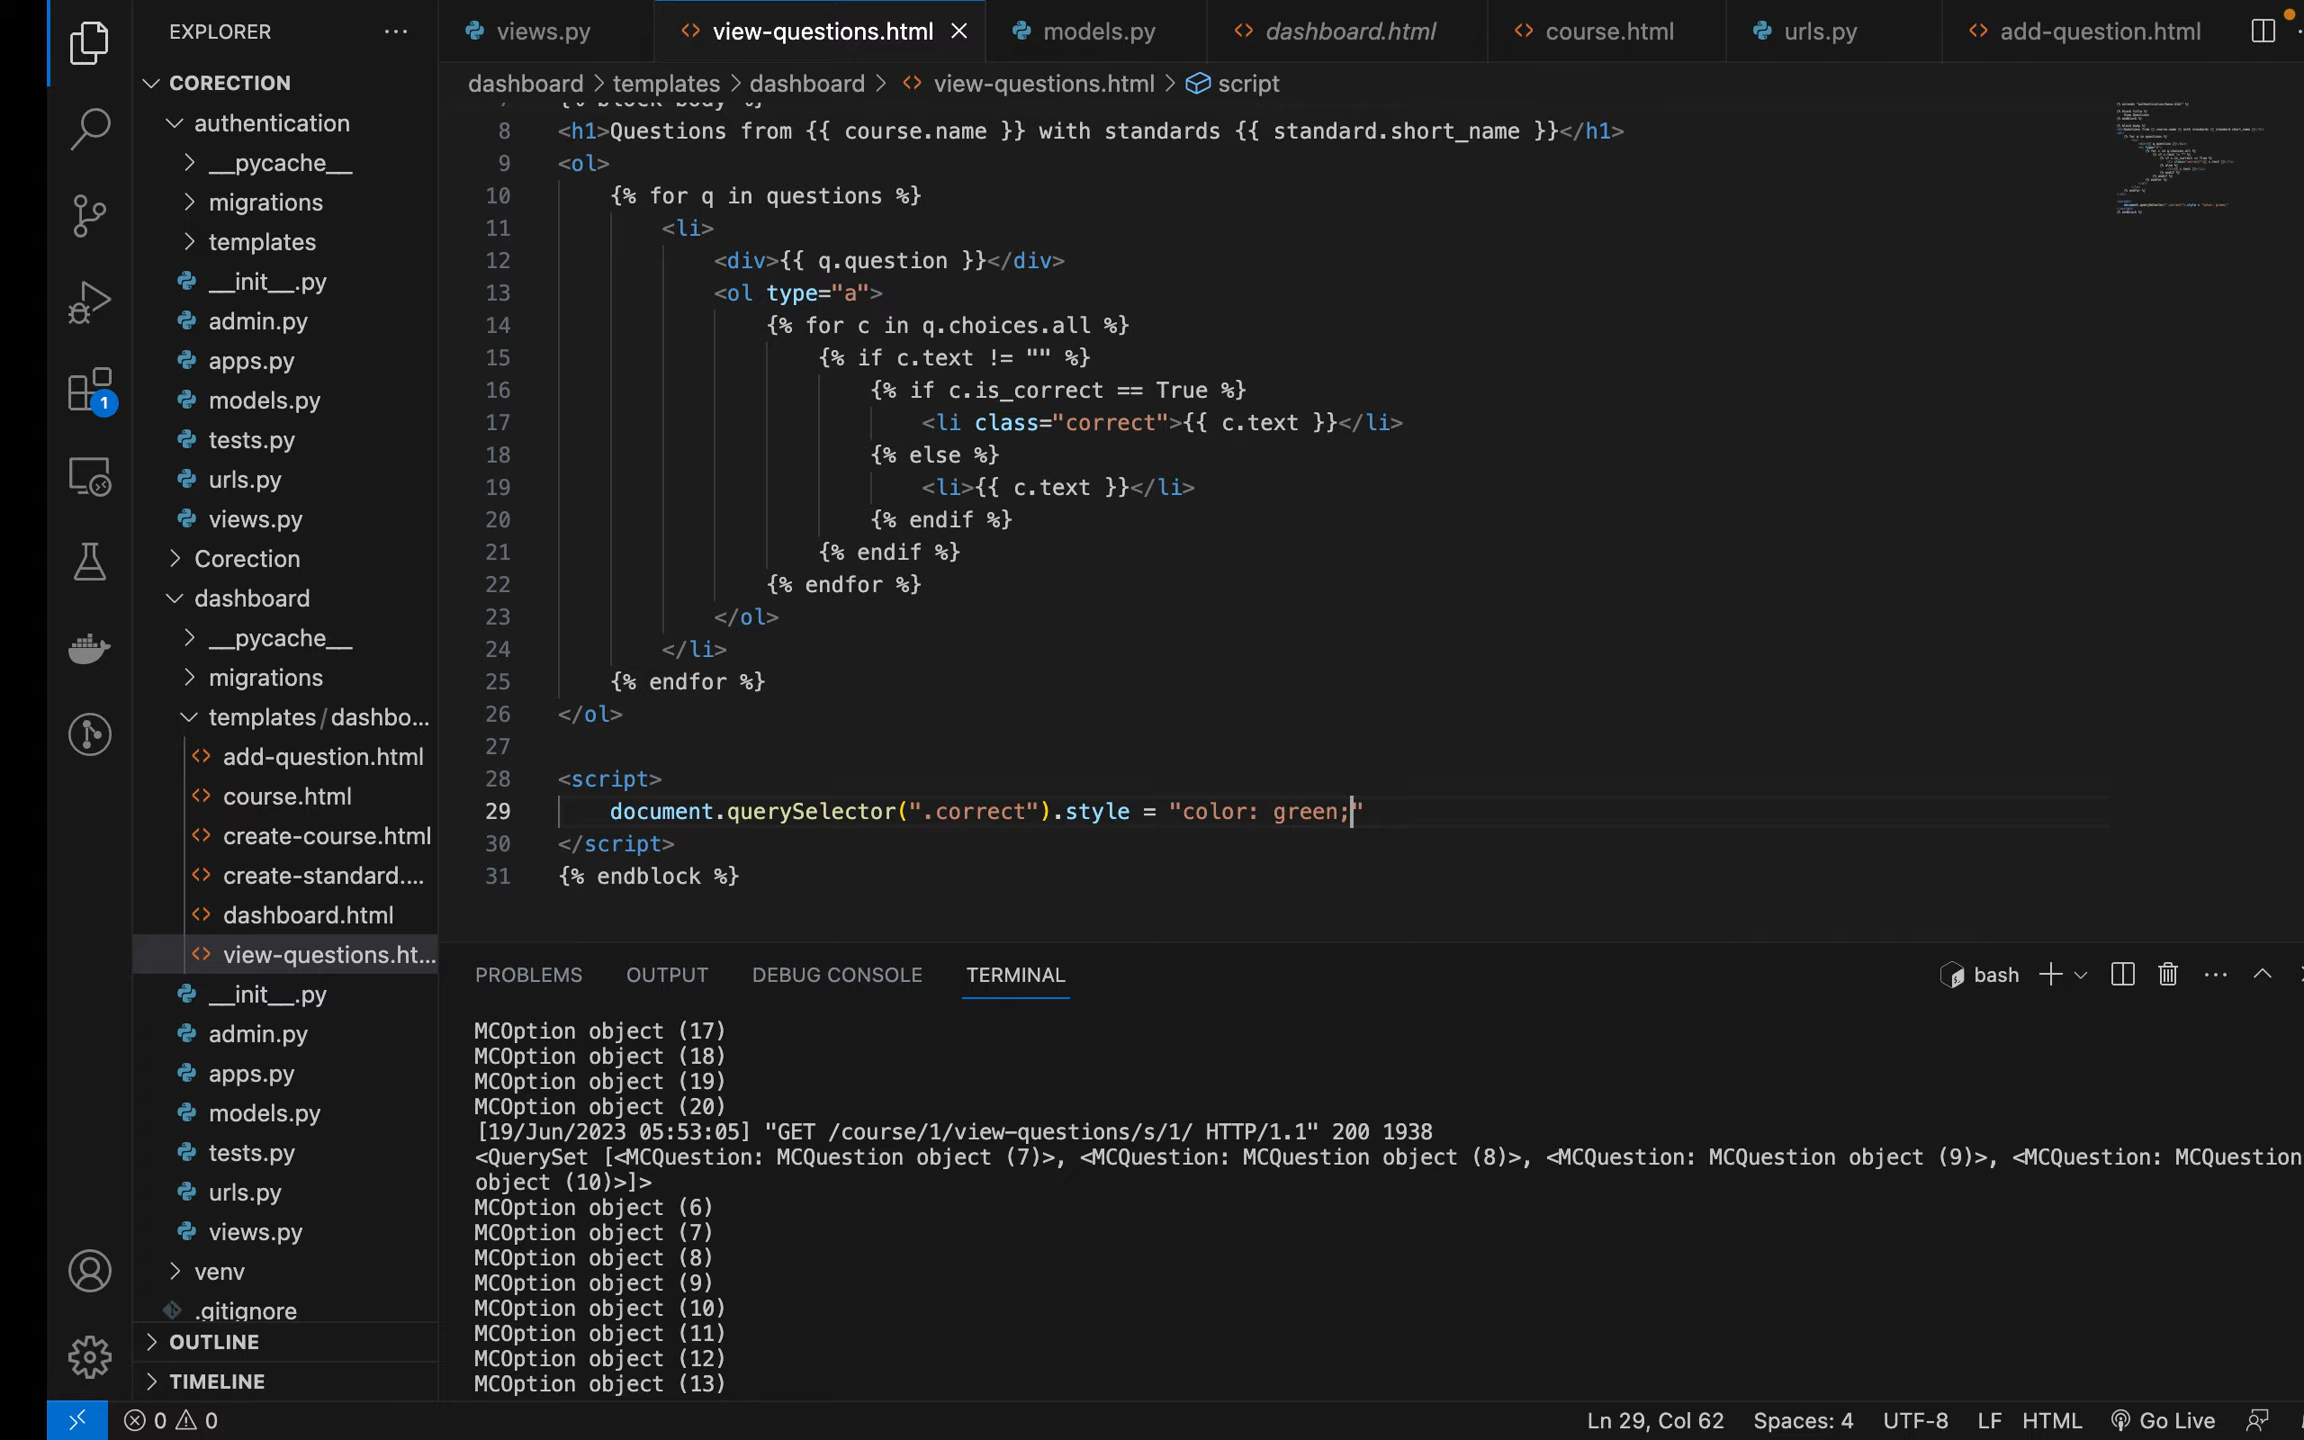 EXPLORER
CORECTION
authentication
__pycache__
migrations
templates
__init__.py
admin.py
apps.py
models.py
tests.py
urls.py
views.py
Corection
dashboard
__pycache__
migrations
templates/dashbo...
add-question.html
course.html
create-course.html
create-standard....
dashboard.html
view-questions.ht...
__init__.py
admin.py
apps.py
models.py
tests.py
urls.py
views.py
venv
.gitignore
OUTLINE
TIMELINE
1
views.py
view-questions.html
models.py
dashboard.html
course.html
urls.py
add-question.html
dashboard > templates > dashboard > view-questions.html > script
{% block body %}
8 <h1>Questions from {{ course.name }} with standards {{ standard.short_name }}</h1>
9 <ol>
10 {% for q in questions %}
11 <li>
12 <div>{{ q.question }}</div>
13 <ol type="a">
14 {% for c in q.choices.all %}
15 {% if c.text != "" %}
16 {% if c.is_correct == True %}
17 <li class="correct">{{ c.text }}</li>
18 {% else %}
19 <li>{{ c.text }}</li>
20 {% endif %}
21 {% endif %}
22 {% endfor %}
23 </ol>
24 </li>
25 {% endfor %}
26 </ol>
27
28 <script>
29 document.querySelector(".correct").style = "color: green;"
30 </script>
31 {% endblock %}
PROBLEMS OUTPUT DEBUG CONSOLE TERMINAL
bash
MCOption object (17)
MCOption object (18)
MCOption object (19)
MCOption object (20)
[19/Jun/2023 05:53:05] "GET /course/1/view-questions/s/1/ HTTP/1.1" 200 1938
<QuerySet [<MCQuestion: MCQuestion object (7)>, <MCQuestion: MCQuestion object (8)>, <MCQuestion: MCQuestion object (9)>, <MCQuestion: MCQuestion
object (10)>]>
MCOption object (6)
MCOption object (7)
MCOption object (8)
MCOption object (9)
MCOption object (10)
MCOption object (11)
MCOption object (12)
MCOption object (13)
0 0
Ln 29, Col 62
Spaces: 4
UTF-8
LF
HTML
Go Live